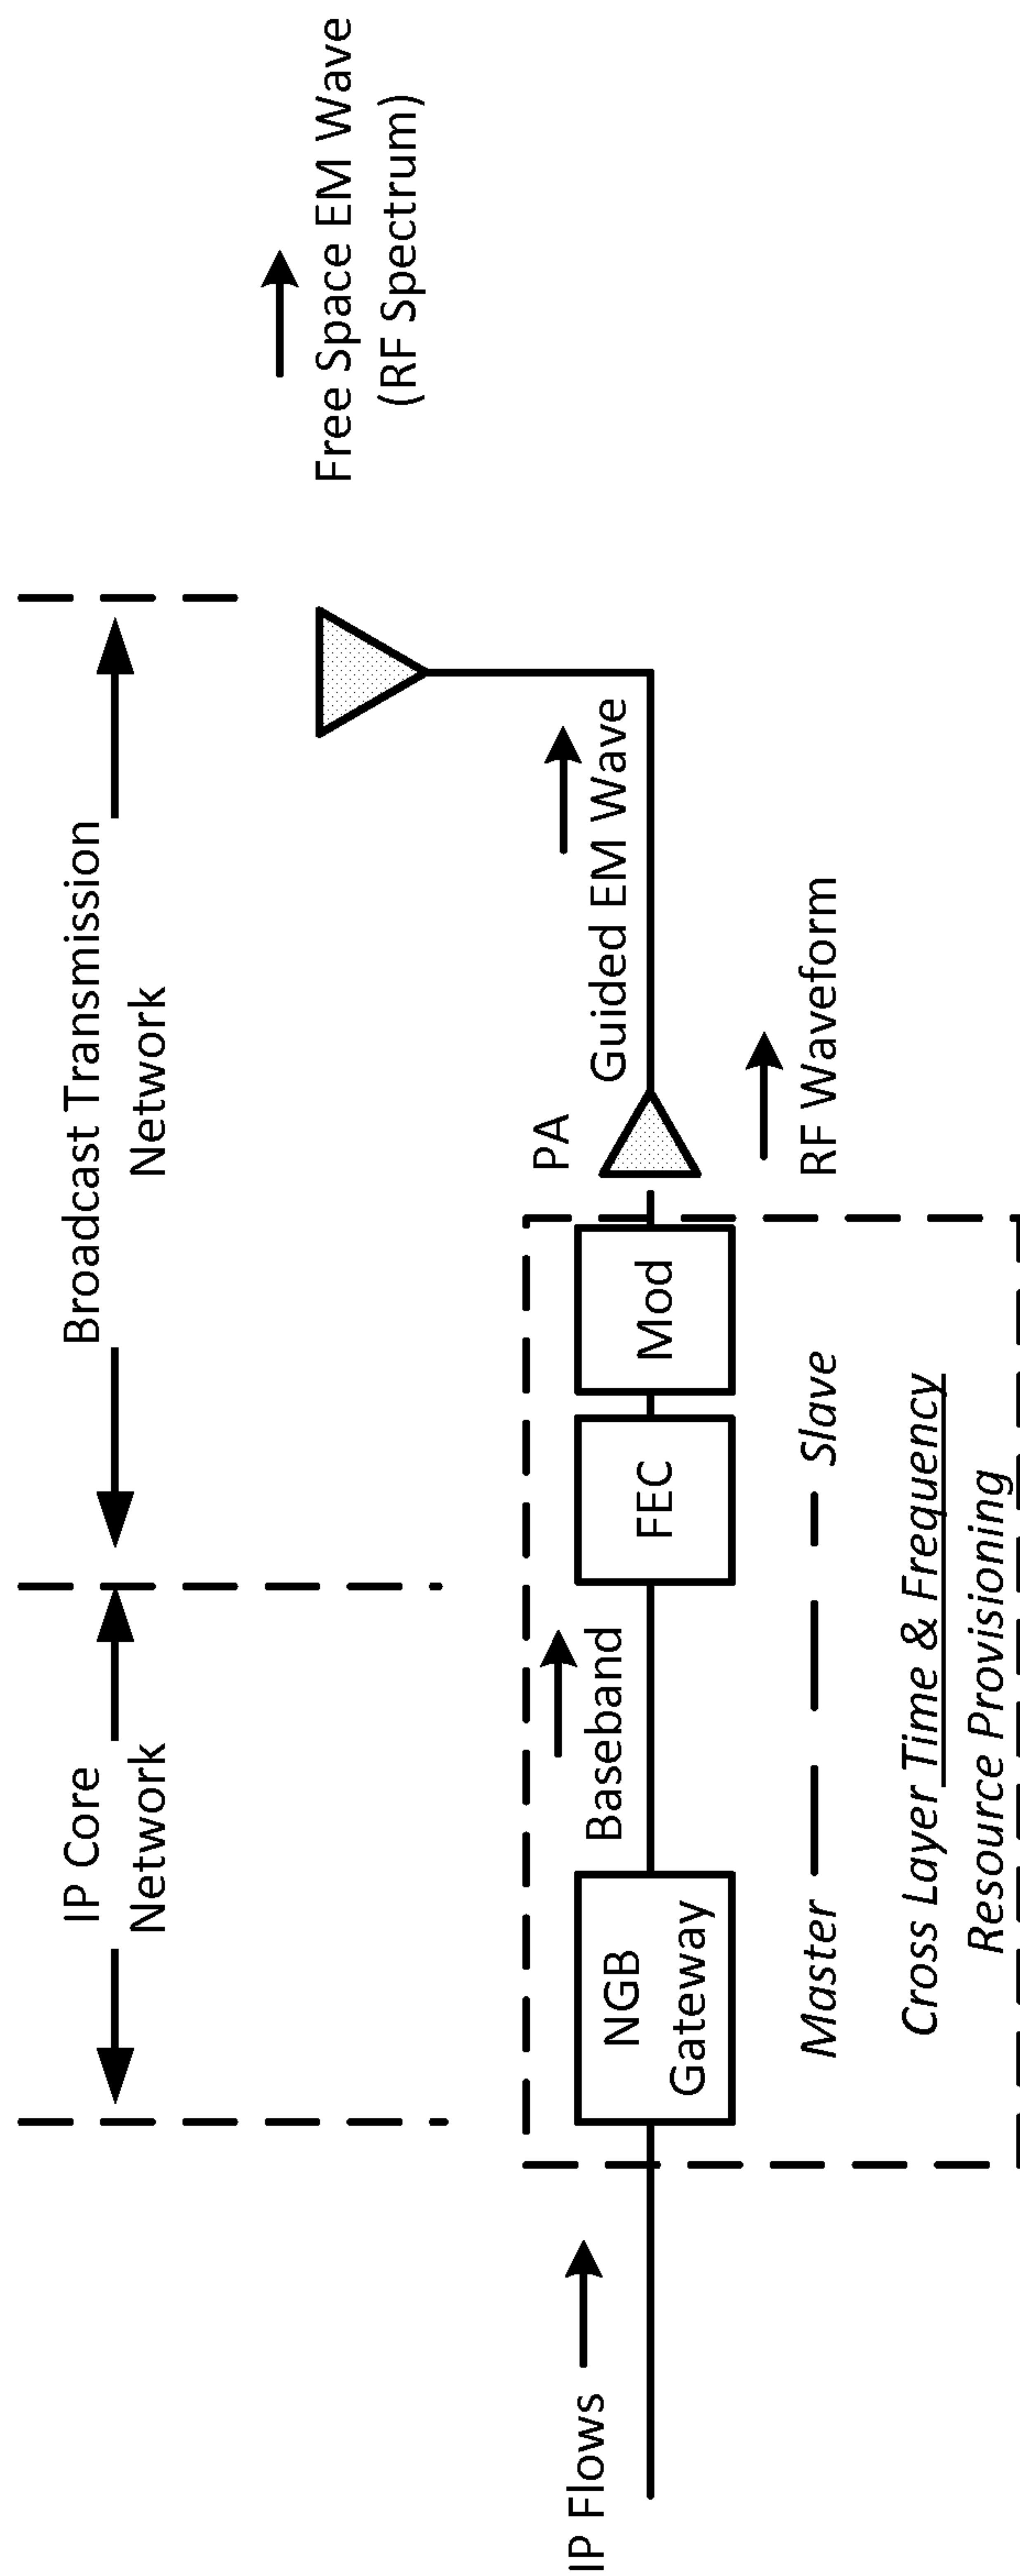 IP Core
Network
Broadcast Transmission
Network
Free Space EM Wave
(RF Spectrum)
IP Flows
NGB
Gateway
Baseband
FEC
Mod
PA
Guided EM Wave
RF Waveform
Master
Slave
Cross Layer Time & Frequency
Resource Provisioning